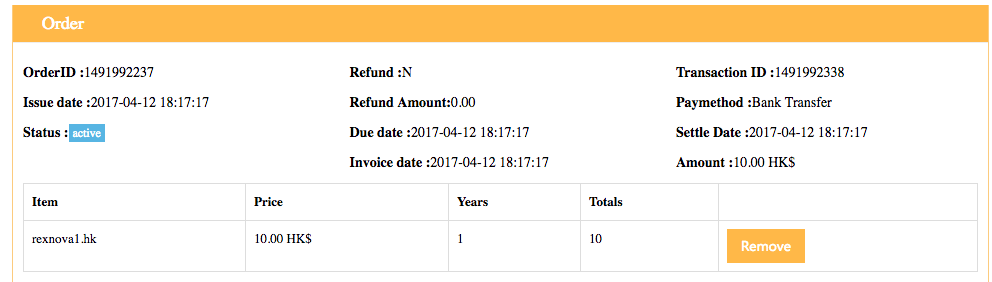 Order
OrderID :1491992237 Refund :N Transaction ID :1491992338
Issue date :2017-04-12 18:17:17 Refund Amount:0.00 Paymethod :Bank Transfer
Status : active Due date :2017-04-12 18:17:17 Settle Date :2017-04-12 18:17:17
Invoice date :2017-04-12 18:17:17 Amount :10.00 HK$
Item Price Years Totals
rexnova1.hk 10.00 HK$ 1 10 Remove